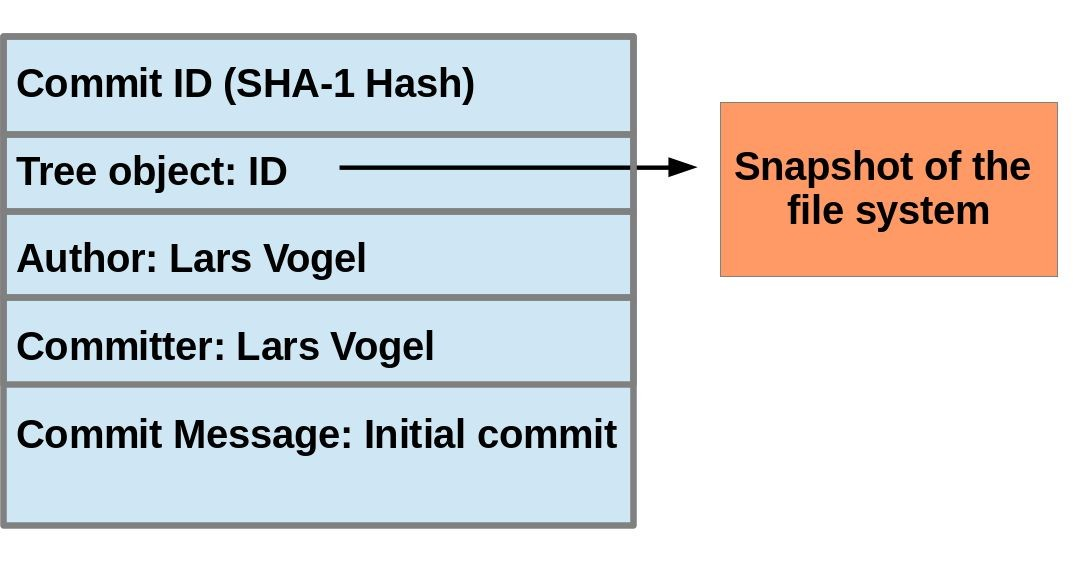 Commit ID (SHA-1 Hash)
Tree object: ID
Snapshot of the
file system
Author: Lars Vogel
Committer: Lars Vogel
Commit Message: Initial commit